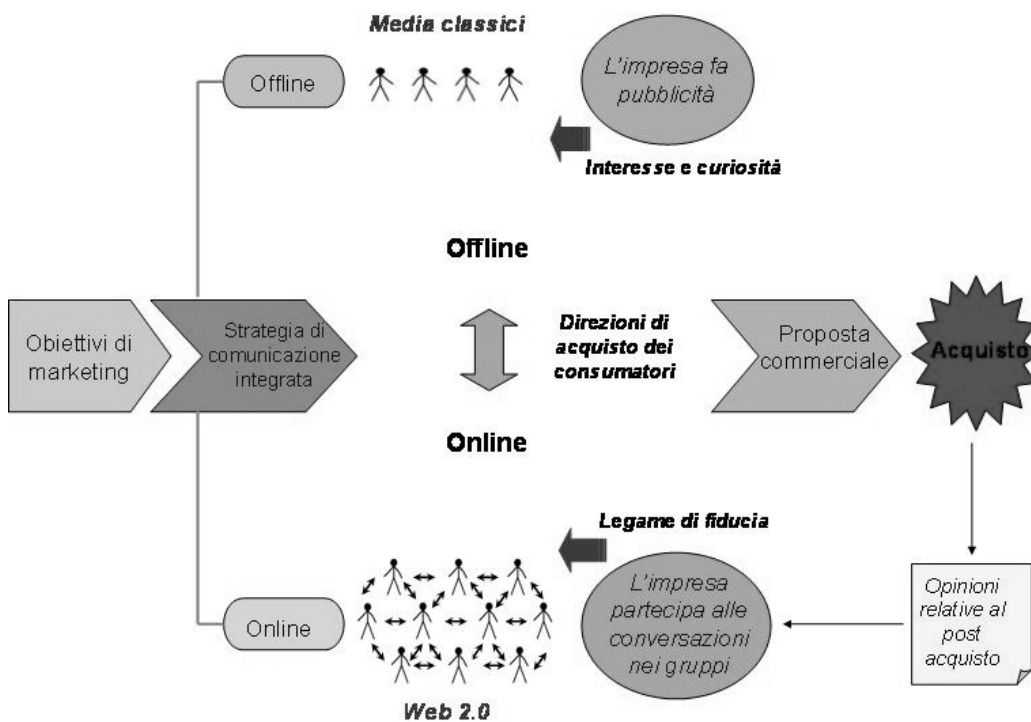 Media classici
Offline
L'impresa fa
pubblicità
Interesse e curiosità
Offline
Obiettivi di
marketing
Strategia di
comunicazione
integrata
Direzioni di
acquisto dei
consumatori
Proposta
commerciale
Acquisto
Online
Legame di fiducia
Online
L'impresa
partecipa alle
conversazioni
nei gruppi
Opinioni
relative al
post
acquisto
Web 2.0